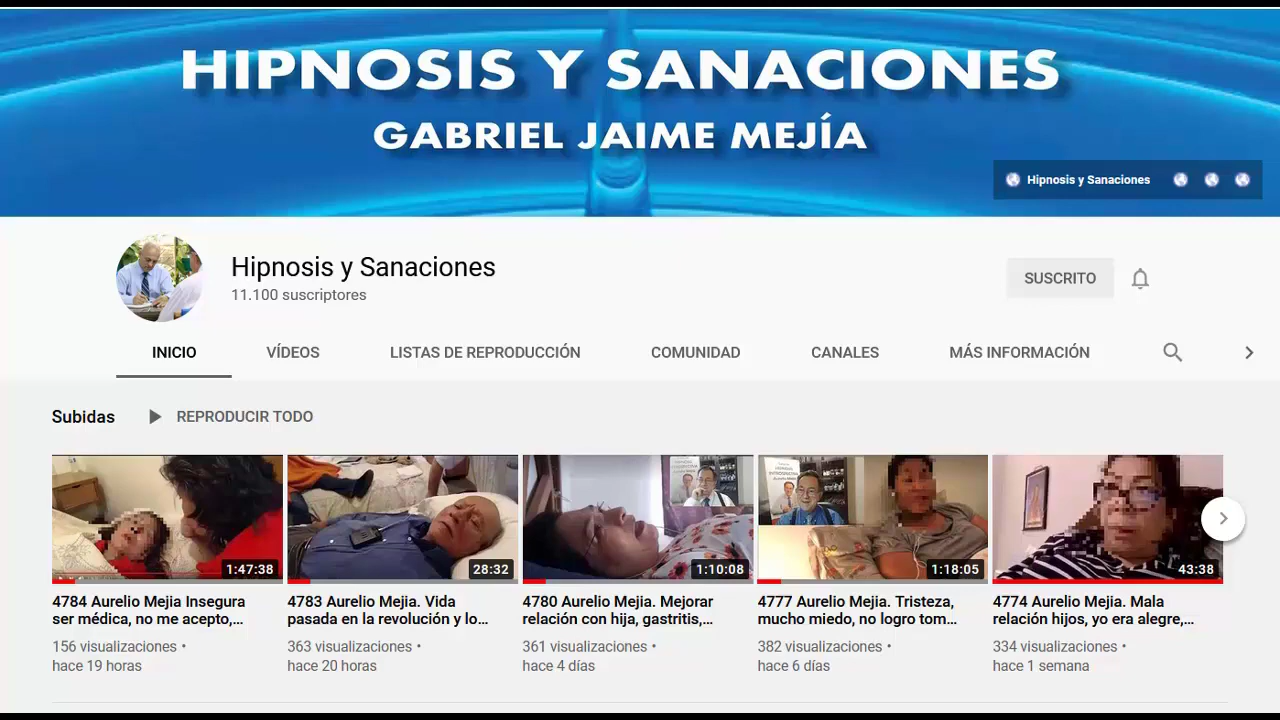 HIPNOSIS Y SANACIONES
GABRIEL JAIME MEJÍA
Hipnosis y Sanaciones
Hipnosis y Sanaciones
11.100 suscriptores
SUSCRITO
INICIO
VÍDEOS
LISTAS DE REPRODUCCIÓN
COMUNIDAD
CANALES
MÁS INFORMACIÓN
Subidas
REPRODUCIR TODO
1:47:38
4784 Aurelio Mejia Insegura
ser médica, no me acepto,...
156 visualizaciones •
hace 19 horas
28:32
4783 Aurelio Mejia. Vida
pasada en la revolución y lo...
363 visualizaciones •
hace 20 horas
1:10:08
4780 Aurelio Mejia. Mejorar
relación con hija, gastritis,...
361 visualizaciones •
hace 4 días
1:18:05
4777 Aurelio Mejia. Tristeza,
mucho miedo, no logro tom...
382 visualizaciones •
hace 6 días
43:38
4774 Aurelio Mejia. Mala
relación hijos, yo era alegre,...
334 visualizaciones •
hace 1 semana